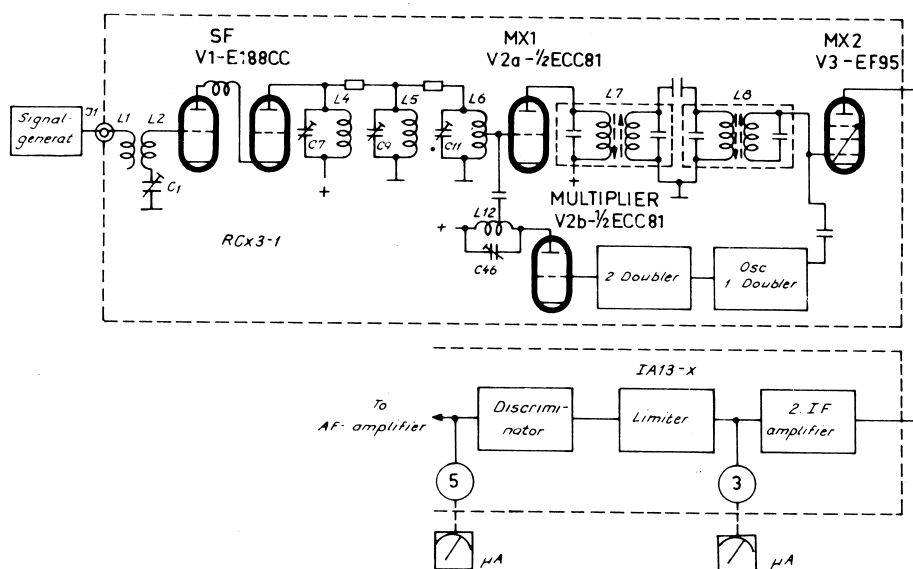 SF
V1-E188CC
MX1
V2a-½ECC81
MX2
V3-EF95
Signal-
generat
J1
L1
L2
C1
L4
C7
L5
C9
L6
C11
L7
L8
RCx3-1
+
+
+
L12
C46
MULTIPLIER
V2b-½ECC81
2 Doubler
Osc
1 Doubler
IA13-x
To
AF-amplifier
Discrimi-
nator
Limiter
2. IF
amplifier
5
3
µA
µA